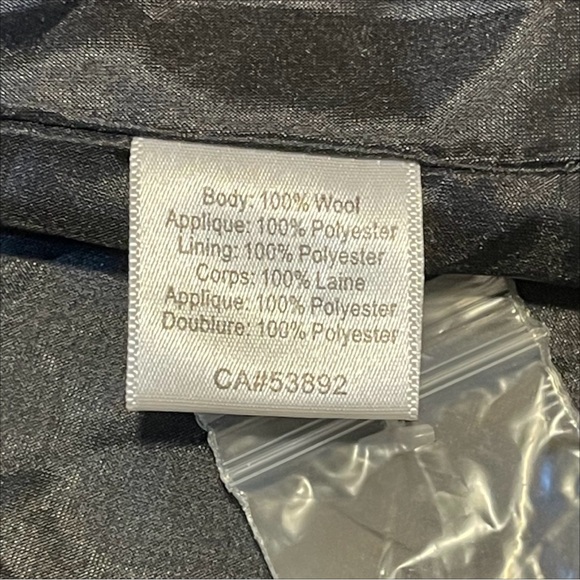 Body: 100% Wool
Applique: 100% Polyester
Lining: 100% Polyester
Corps: 100% Laine
Applique: 100% Polyester
Doublure: 100% Polyester
CA#53892